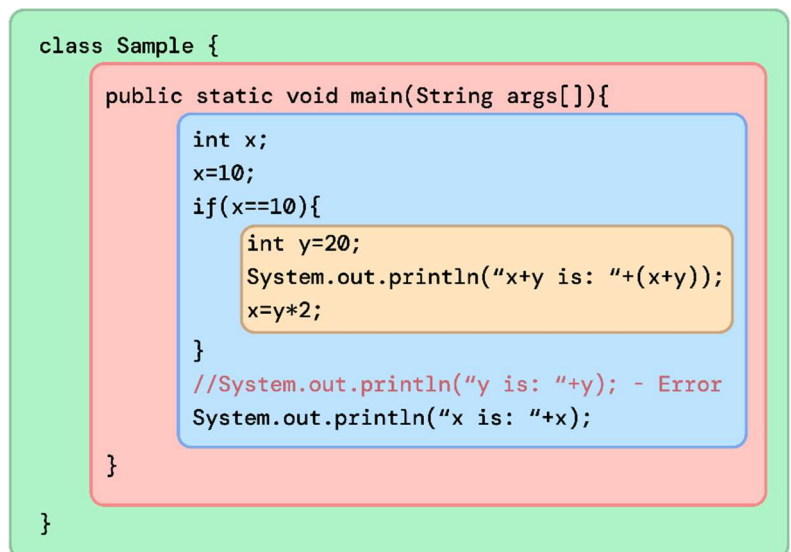 class Sample {
public static void main(String args[]){
int x;
x=10;
if(x==10){
int y=20;
System.out.println(“x+y is: “+(x+y));
x=y*2;
}
//System.out.println(“y is: “+y); - Error
System.out.println(“x is: “+x);
}
}